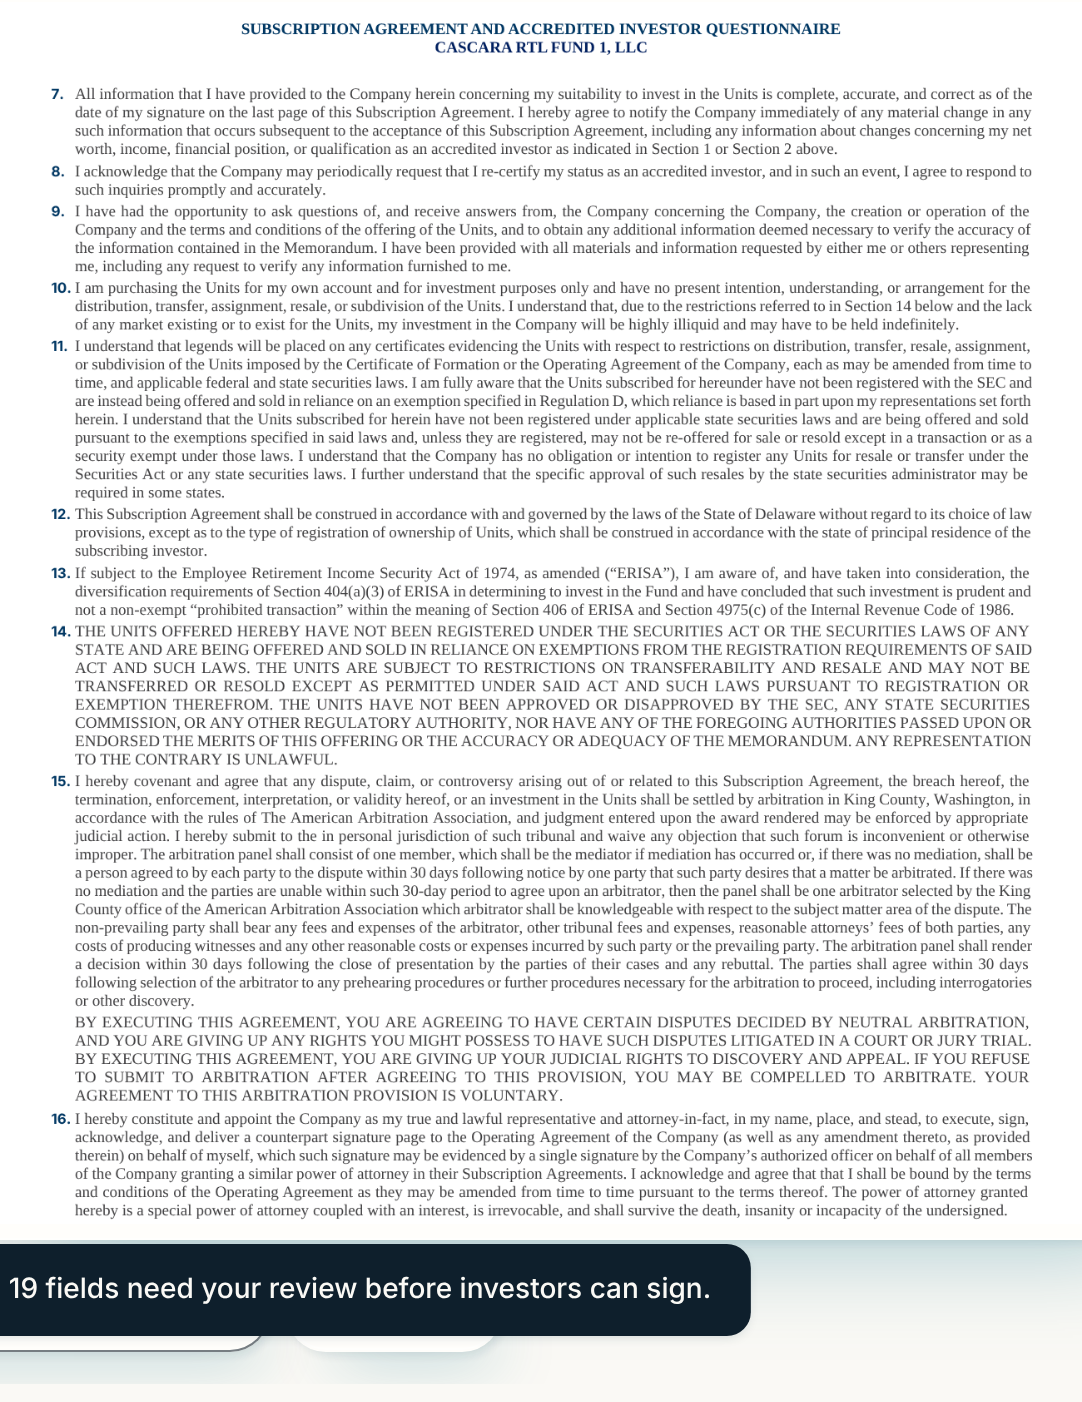 SUBSCRIPTION AGREEMENT AND ACCREDITED INVESTOR QUESTIONNAIRE
CASCARA RTL FUND 1, LLC
7. All information that I have provided to the Company herein concerning my suitability to invest in the Units is complete, accurate, and correct as of the
date of my signature on the last page of this Subscription Agreement. I hereby agree to notify the Company immediately of any material change in any
such information that occurs subsequent to the acceptance of this Subscription Agreement, including any information about changes concerning my net
worth, income, financial position, or qualification as an accredited investor as indicated in Section 1 or Section 2 above.
8. I acknowledge that the Company may periodically request that I re-certify my status as an accredited investor, and in such an event, I agree to respond to
such inquiries promptly and accurately.
9. I have had the opportunity to ask questions of, and receive answers from, the Company concerning the Company, the creation or operation of the
Company and the terms and conditions of the offering of the Units, and to obtain any additional information deemed necessary to verify the accuracy of
the information contained in the Memorandum. I have been provided with all materials and information requested by either me or others representing
me, including any request to verify any information furnished to me.
10. I am purchasing the Units for my own account and for investment purposes only and have no present intention, understanding, or arrangement for the
distribution, transfer, assignment, resale, or subdivision of the Units. I understand that, due to the restrictions referred to in Section 14 below and the lack
of any market existing or to exist for the Units, my investment in the Company will be highly illiquid and may have to be held indefinitely.
11. I understand that legends will be placed on any certificates evidencing the Units with respect to restrictions on distribution, transfer, resale, assignment,
or subdivision of the Units imposed by the Certificate of Formation or the Operating Agreement of the Company, each as may be amended from time to
time, and applicable federal and state securities laws. I am fully aware that the Units subscribed for hereunder have not been registered with the SEC and
are instead being offered and sold in reliance on an exemption specified in Regulation D, which reliance is based in part upon my representations set forth
herein. I understand that the Units subscribed for herein have not been registered under applicable state securities laws and are being offered and sold
pursuant to the exemptions specified in said laws and, unless they are registered, may not be re-offered for sale or resold except in a transaction or as a
security exempt under those laws. I understand that the Company has no obligation or intention to register any Units for resale or transfer under the
Securities Act or any state securities laws. I further understand that the specific approval of such resales by the state securities administrator may be
required in some states.
12. This Subscription Agreement shall be construed in accordance with and governed by the laws of the State of Delaware without regard to its choice of law
provisions, except as to the type of registration of ownership of Units, which shall be construed in accordance with the state of principal residence of the
subscribing investor.
13. If subject to the Employee Retirement Income Security Act of 1974, as amended (“ERISA”), I am aware of, and have taken into consideration, the
diversification requirements of Section 404(a)(3) of ERISA in determining to invest in the Fund and have concluded that such investment is prudent and
not a non-exempt “prohibited transaction” within the meaning of Section 406 of ERISA and Section 4975(c) of the Internal Revenue Code of 1986.
14. THE UNITS OFFERED HEREBY HAVE NOT BEEN REGISTERED UNDER THE SECURITIES ACT OR THE SECURITIES LAWS OF ANY
STATE AND ARE BEING OFFERED AND SOLD IN RELIANCE ON EXEMPTIONS FROM THE REGISTRATION REQUIREMENTS OF SAID
ACT AND SUCH LAWS. THE UNITS ARE SUBJECT TO RESTRICTIONS ON TRANSFERABILITY AND RESALE AND MAY NOT BE
TRANSFERRED OR RESOLD EXCEPT AS PERMITTED UNDER SAID ACT AND SUCH LAWS PURSUANT TO REGISTRATION OR
EXEMPTION THEREFROM. THE UNITS HAVE NOT BEEN APPROVED OR DISAPPROVED BY THE SEC, ANY STATE SECURITIES
COMMISSION, OR ANY OTHER REGULATORY AUTHORITY, NOR HAVE ANY OF THE FOREGOING AUTHORITIES PASSED UPON OR
ENDORSED THE MERITS OF THIS OFFERING OR THE ACCURACY OR ADEQUACY OF THE MEMORANDUM. ANY REPRESENTATION
TO THE CONTRARY IS UNLAWFUL.
15. I hereby covenant and agree that any dispute, claim, or controversy arising out of or related to this Subscription Agreement, the breach hereof, the
termination, enforcement, interpretation, or validity hereof, or an investment in the Units shall be settled by arbitration in King County, Washington, in
accordance with the rules of The American Arbitration Association, and judgment entered upon the award rendered may be enforced by appropriate
judicial action. I hereby submit to the in personal jurisdiction of such tribunal and waive any objection that such forum is inconvenient or otherwise
improper. The arbitration panel shall consist of one member, which shall be the mediator if mediation has occurred or, if there was no mediation, shall be
a person agreed to by each party to the dispute within 30 days following notice by one party that such party desires that a matter be arbitrated. If there was
no mediation and the parties are unable within such 30-day period to agree upon an arbitrator, then the panel shall be one arbitrator selected by the King
County office of the American Arbitration Association which arbitrator shall be knowledgeable with respect to the subject matter area of the dispute. The
non-prevailing party shall bear any fees and expenses of the arbitrator, other tribunal fees and expenses, reasonable attorneys’ fees of both parties, any
costs of producing witnesses and any other reasonable costs or expenses incurred by such party or the prevailing party. The arbitration panel shall render
a decision within 30 days following the close of presentation by the parties of their cases and any rebuttal. The parties shall agree within 30 days
following selection of the arbitrator to any prehearing procedures or further procedures necessary for the arbitration to proceed, including interrogatories
or other discovery.
BY EXECUTING THIS AGREEMENT, YOU ARE AGREEING TO HAVE CERTAIN DISPUTES DECIDED BY NEUTRAL ARBITRATION,
AND YOU ARE GIVING UP ANY RIGHTS YOU MIGHT POSSESS TO HAVE SUCH DISPUTES LITIGATED IN A COURT OR JURY TRIAL.
BY EXECUTING THIS AGREEMENT, YOU ARE GIVING UP YOUR JUDICIAL RIGHTS TO DISCOVERY AND APPEAL. IF YOU REFUSE
TO SUBMIT TO ARBITRATION AFTER AGREEING TO THIS PROVISION, YOU MAY BE COMPELLED TO ARBITRATE. YOUR
AGREEMENT TO THIS ARBITRATION PROVISION IS VOLUNTARY.
16. I hereby constitute and appoint the Company as my true and lawful representative and attorney-in-fact, in my name, place, and stead, to execute, sign,
acknowledge, and deliver a counterpart signature page to the Operating Agreement of the Company (as well as any amendment thereto, as provided
therein) on behalf of myself, which such signature may be evidenced by a single signature by the Company’s authorized officer on behalf of all members
of the Company granting a similar power of attorney in their Subscription Agreements. I acknowledge and agree that that I shall be bound by the terms
and conditions of the Operating Agreement as they may be amended from time to time pursuant to the terms thereof. The power of attorney granted
hereby is a special power of attorney coupled with an interest, is irrevocable, and shall survive the death, insanity or incapacity of the undersigned.
19 fields need your review before investors can sign.